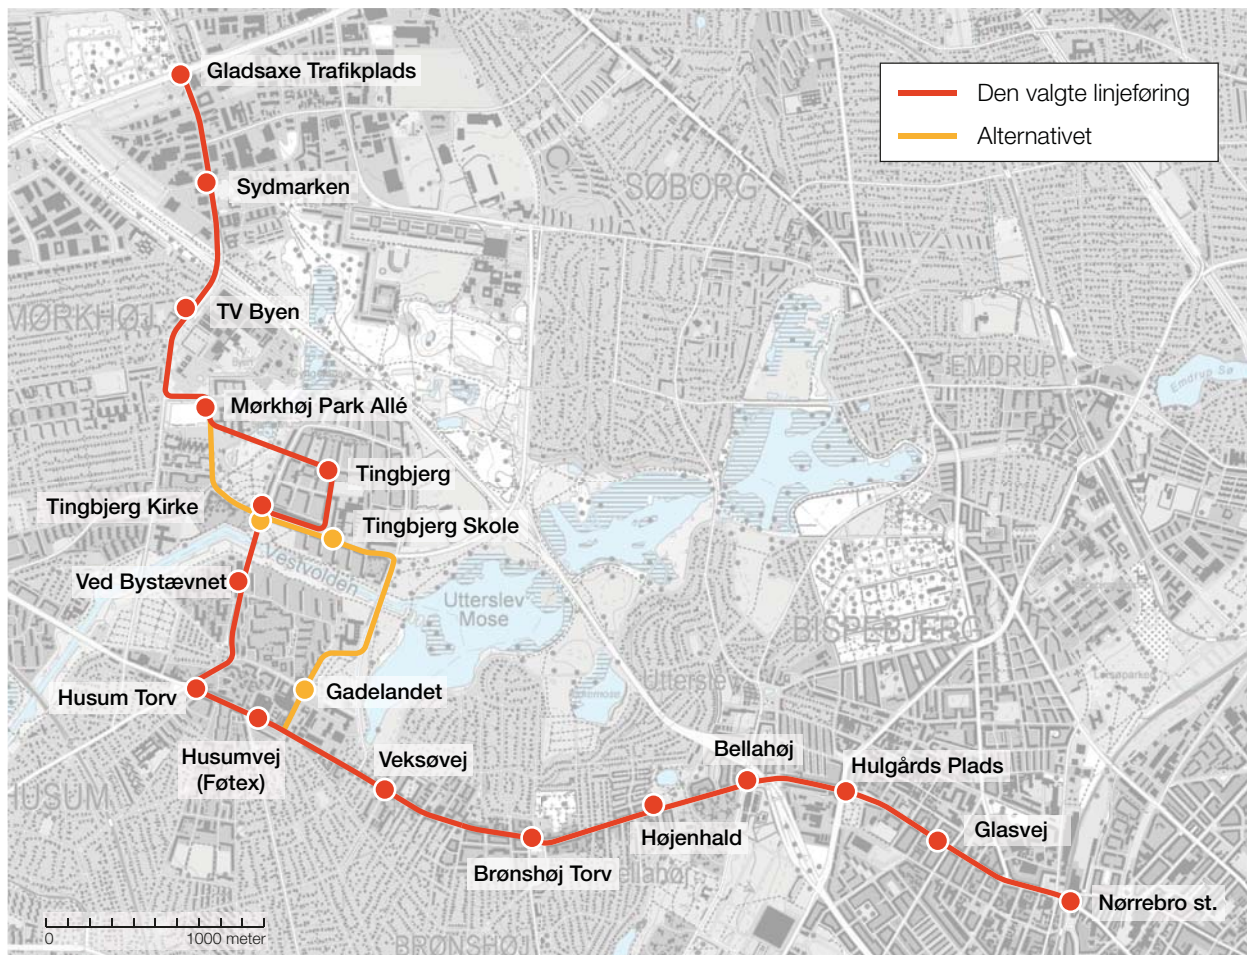 Gladsaxe Trafikplads
Den valgte linjeføring
Alternativet
Sydmarken
SØBORG
TV Byen
MØRKHØJ
EMDRUP
Emdrup Sø
Mørkhøj Park Allé
Tingbjerg
Tingbjerg Kirke
Tingbjerg Skole
Vestvolden
Ved Bystævnet
Utterslev
Mose
BISPEBJERG
Utterslev
Husum Torv
Gadelandet
Husumvej
(Føtex)
Veksøvej
Bellahøj
Hulgårds Plads
HUSUM
Højenhald
Glasvej
Brønshøj Torv
Bellahøj
Nørrebro st.
0 1000 meter
BRØNSHØJ